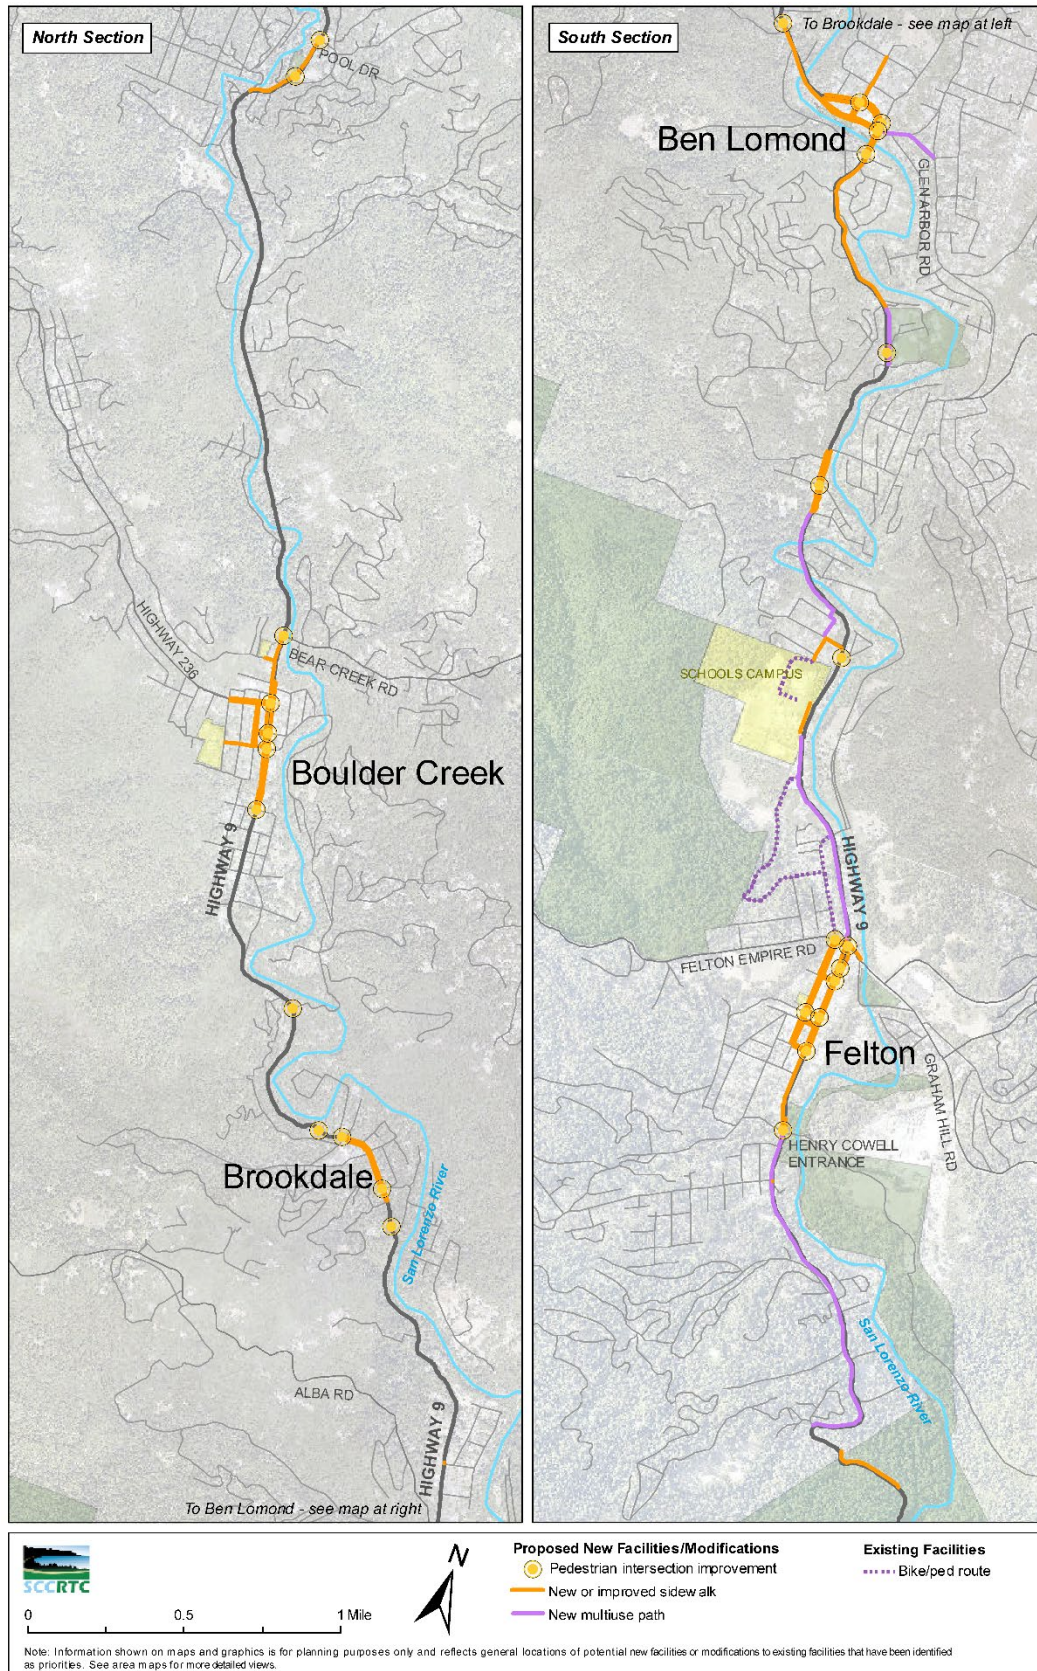 North Section
POOL DR
HIGHWAY 236
BEAR CREEK RD
Boulder Creek
HIGHWAY 9
Brookdale
San Lorenzo River
ALBA RD
HIGHWAY 9
To Ben Lomond - see map at right
South Section
To Brookdale - see map at left
Ben Lomond
GLEN ARBOR RD
SCHOOLS CAMPUS
HIGHWAY 9
FELTON EMPIRE RD
Felton
GRAHAM HILL RD
HENRY COWELL
ENTRANCE
San Lorenzo River
SCCRTC
0 0.5 1 Mile
N
Proposed New Facilities/Modifications
Pedestrian intersection improvement
New or improved sidewalk
New multiuse path
Existing Facilities
Bike/ped route
Note: Information shown on maps and graphics is for planning purposes only and reflects general locations of potential new facilities or modifications to existing facilities that have been identified
as priorities. See area maps for more detailed views.